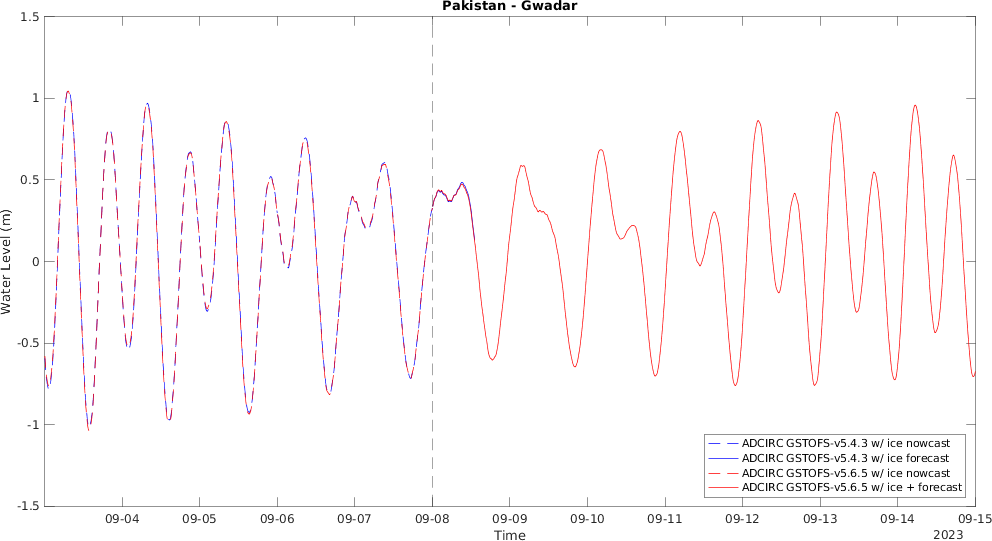 Pakistan - Gwadar
1.5
1
0.5
0
-0.5
-1
-1.5
Water Level (m)
ADCIRC GSTOFS-v5.4.3 w/ ice nowcast
ADCIRC GSTOFS-v5.4.3 w/ ice forecast
ADCIRC GSTOFS-v5.6.5 w/ ice nowcast
ADCIRC GSTOFS-v5.6.5 w/ ice + forecast
09-04 09-05 09-06 09-07 09-08 09-09 09-10 09-11 09-12 09-13 09-14 09-15
Time
2023